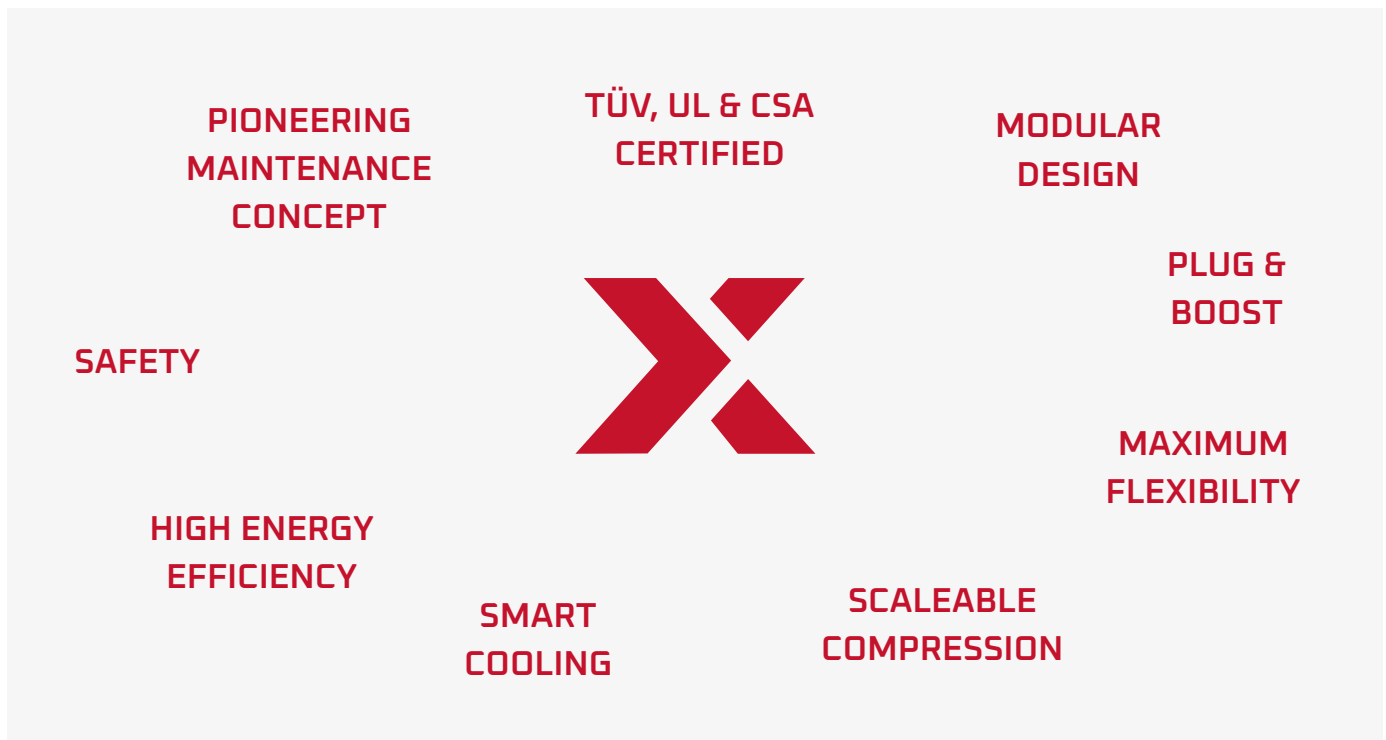 PIONEERING
MAINTENANCE
CONCEPT
TÜV, UL & CSA
CERTIFIED
MODULAR
DESIGN
PLUG &
BOOST
SAFETY
MAXIMUM
FLEXIBILITY
HIGH ENERGY
EFFICIENCY
SMART
COOLING
SCALEABLE
COMPRESSION